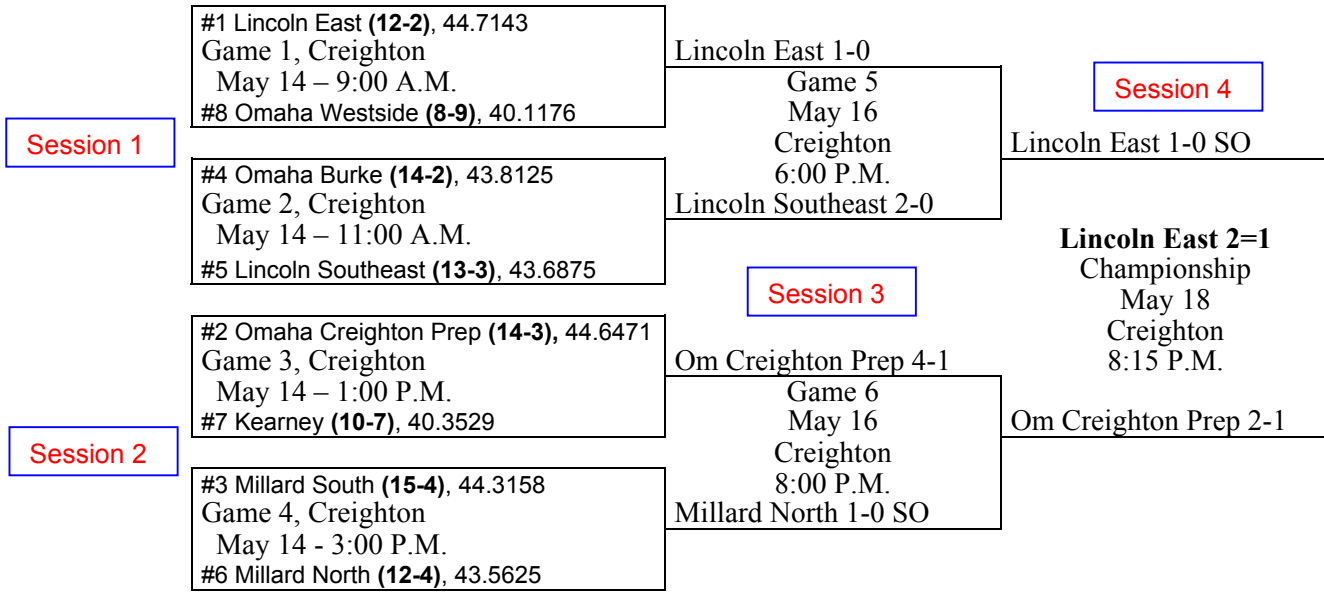 #1 Lincoln East (12-2), 44.7143
Game 1, Creighton
May 14 – 9:00 A.M.
#8 Omaha Westside (8-9), 40.1176
Session 1
#4 Omaha Burke (14-2), 43.8125
Game 2, Creighton
May 14 – 11:00 A.M.
#5 Lincoln Southeast (13-3), 43.6875
#2 Omaha Creighton Prep (14-3), 44.6471
Game 3, Creighton
May 14 – 1:00 P.M.
#7 Kearney (10-7), 40.3529
Session 2
#3 Millard South (15-4), 44.3158
Game 4, Creighton
May 14 - 3:00 P.M.
#6 Millard North (12-4), 43.5625
Lincoln East 1-0
Game 5
May 16
Creighton
6:00 P.M.
Lincoln Southeast 2-0
Session 3
Om Creighton Prep 4-1
Game 6
May 16
Creighton
8:00 P.M.
Millard North 1-0 SO
Session 4
Lincoln East 1-0 SO
Lincoln East 2=1
Championship
May 18
Creighton
8:15 P.M.
Om Creighton Prep 2-1